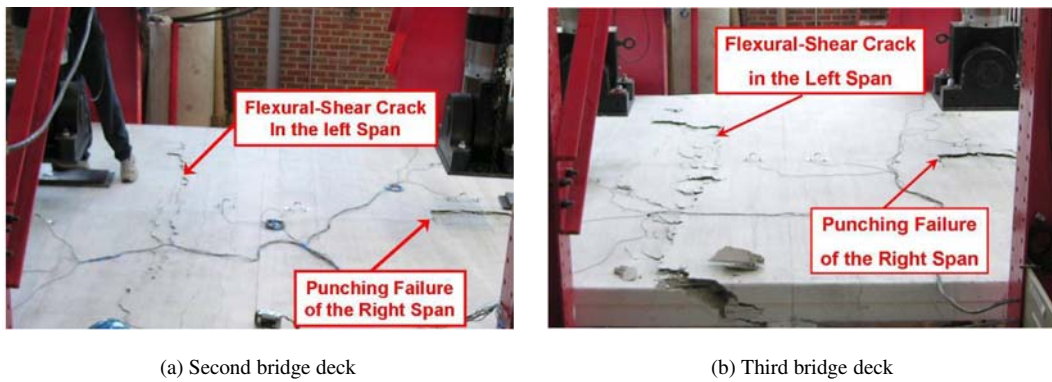 Flexural-Shear Crack
In the left Span
Punching Failure
of the Right Span
Flexural-Shear Crack
in the Left Span
Punching Failure
of the Right Span
(a) Second bridge deck
(b) Third bridge deck